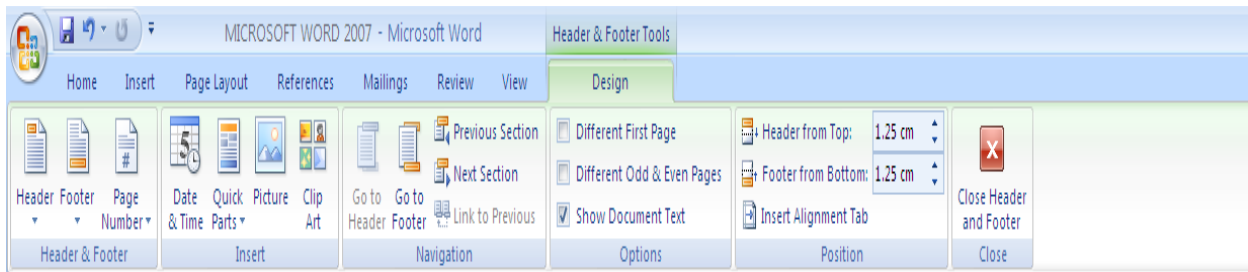 MICROSOFT WORD 2007 - Microsoft Word
Header & Footer Tools
Home Insert Page Layout References Mailings Review View Design
Header
Footer
Page
Number
Header & Footer
5
Date
& Time
Quick
Parts
Picture
Clip
Art
Insert
Go to
Header
Go to
Footer
Previous Section
Next Section
Link to Previous
Navigation
Different First Page
Different Odd & Even Pages
Show Document Text
Options
Header from Top: 1.25 cm
Footer from Bottom: 1.25 cm
Insert Alignment Tab
Position
Close Header
and Footer
Close